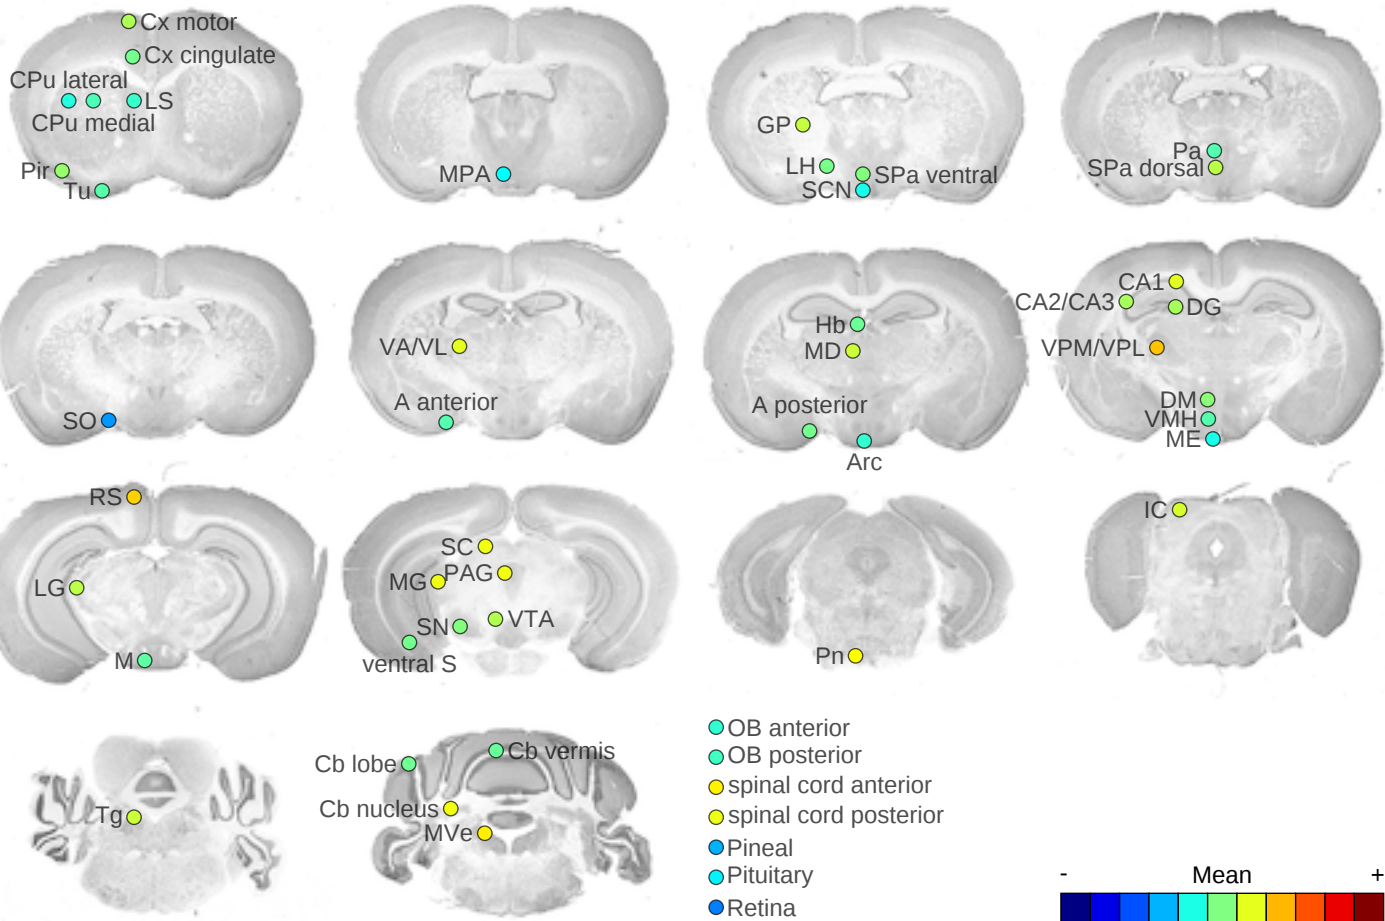 Cx motor
Cx cingulate
CPu lateral
LS
CPu medial
Pir
Tu
MPA
GP
LH
SPa ventral
SCN
Pa
SPa dorsal
SO
VA/VL
A anterior
Hb
MD
A posterior
Arc
CA1
CA2/CA3
DG
VPM/VPL
DM
VMH
ME
RS
LG
M
SC
MG
PAG
SN
VTA
ventral S
Pn
IC
Tg
Cb lobe
Cb vermis
Cb nucleus
MVe
OB anterior
OB posterior
spinal cord anterior
spinal cord posterior
Pineal
Pituitary
Retina
- Mean +